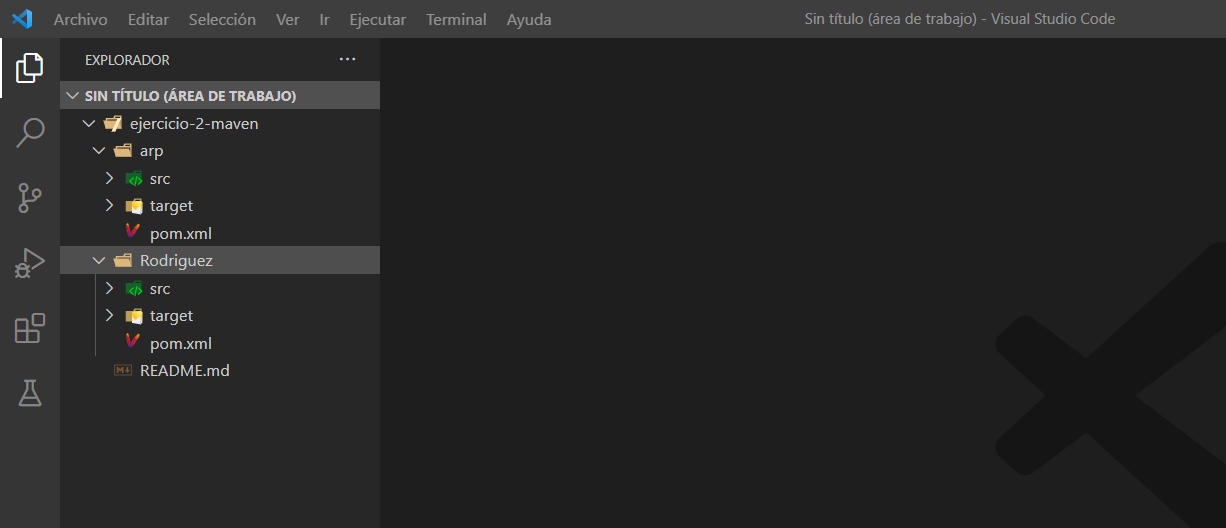 Archivo Editar Selección Ver Ir Ejecutar Terminal Ayuda Sin título (área de trabajo) - Visual Studio Code
EXPLORADOR
SIN TÍTULO (ÁREA DE TRABAJO)
ejercicio-2-maven
arp
src
target
pom.xml
Rodriguez
src
target
pom.xml
README.md